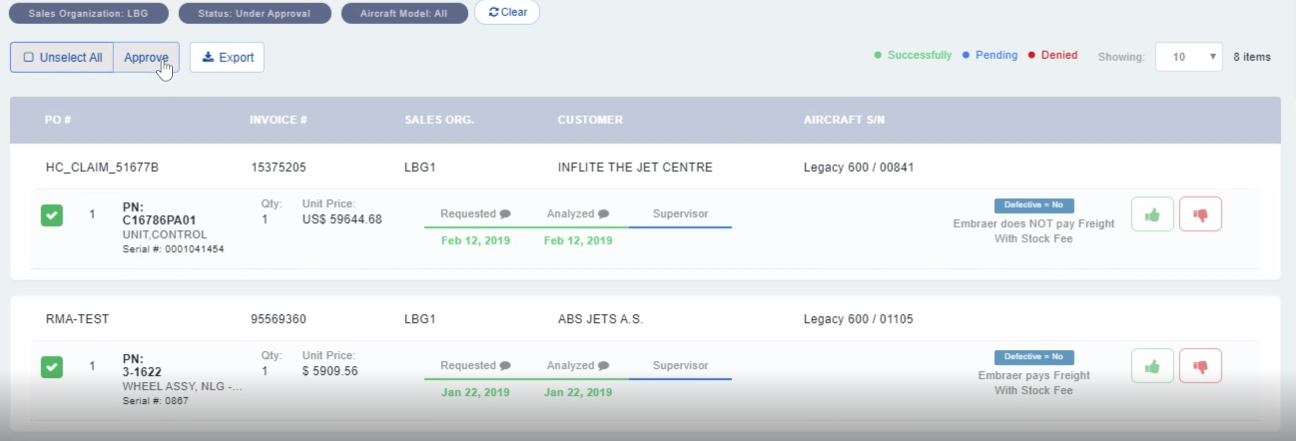 Sales Organization: LBG Status: Under Approval Aircraft Model: All Clear
Unselect All Approve Export Successfully Pending Denied Showing: 10 8 items
PO # INVOICE # SALES ORG. CUSTOMER AIRCRAFT S/N
HC_CLAIM_51677B 15375205 LBG1 INFLITE THE JET CENTRE Legacy 600 / 00841
1
PN:
C16786PA01
UNIT,CONTROL
Serial #: 0001041454
Qty:
1
Unit Price:
US$ 59644.68
Requested Analyzed Supervisor
Feb 12, 2019 Feb 12, 2019
Defective = No
Embraer does NOT pay Freight
With Stock Fee
RMA-TEST 95569360 LBG1 ABS JETS A.S. Legacy 600 / 01105
1
PN:
3-1622
WHEEL ASSY, NLG -...
Serial #: 0867
Qty:
1
Unit Price:
$ 5909.56
Requested Analyzed Supervisor
Jan 22, 2019 Jan 22, 2019
Defective = No
Embraer pays Freight
With Stock Fee